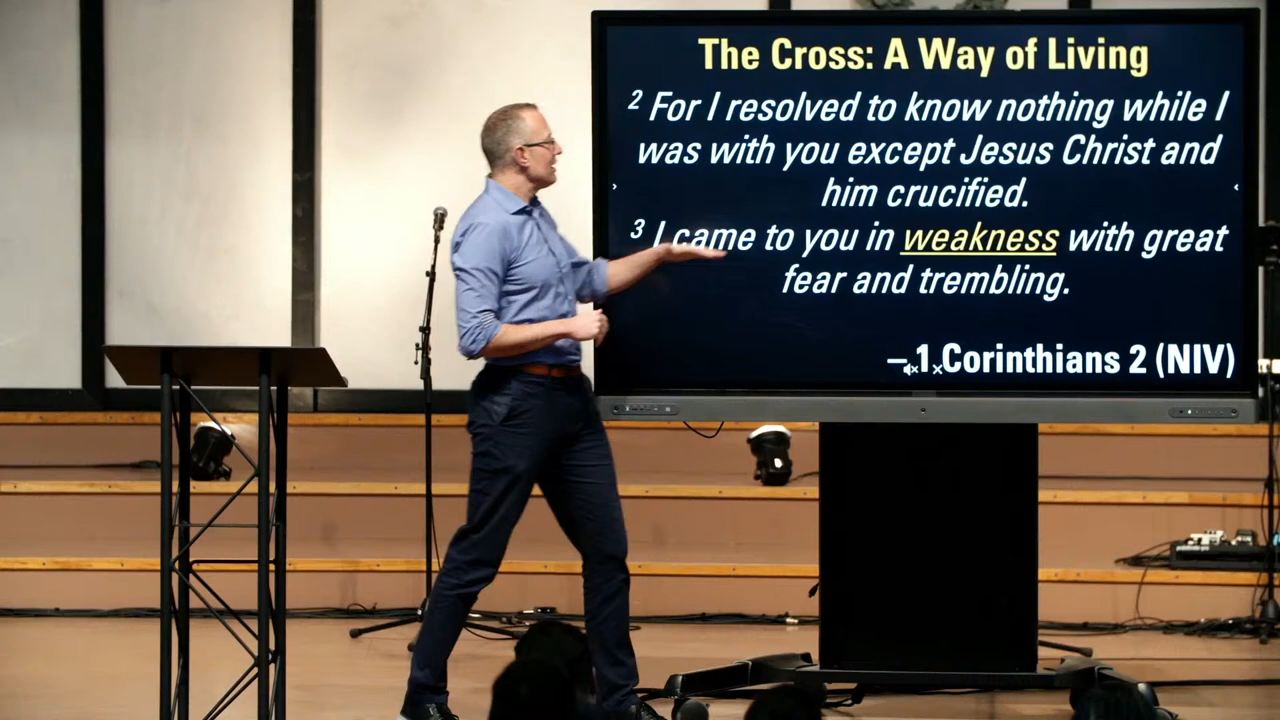 The Cross: A Way of Living
2 For I resolved to know nothing while I
was with you except Jesus Christ and
him crucified.
3 I came to you in weakness with great
fear and trembling.
–1 Corinthians 2 (NIV)